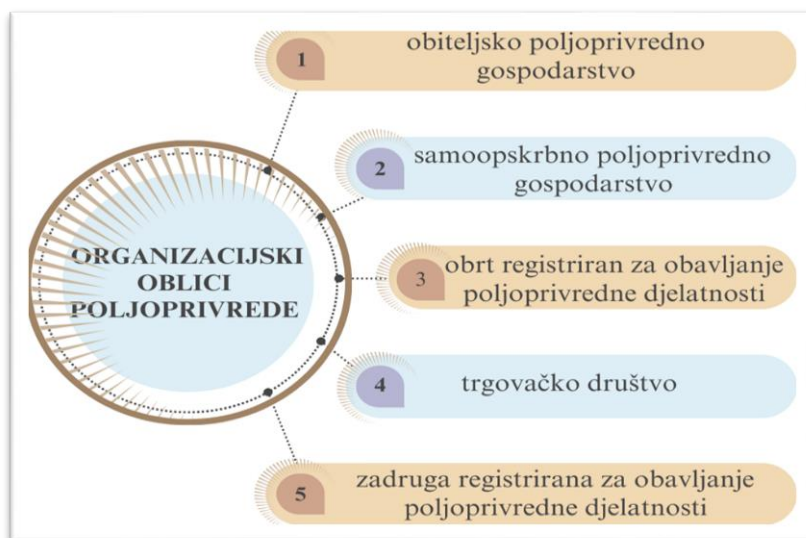 1
obiteljsko poljoprivredno
gospodarstvo
2
samoopskrbno poljoprivredno
gospodarstvo
ORGANIZACIJSKI
OBLICI
POLJOPRIVREDE
3
obrt registriran za obavljanje
poljoprivredne djelatnosti
4
trgovačko društvo
5
zadruga registrirana za obavljanje
poljoprivredne djelatnosti